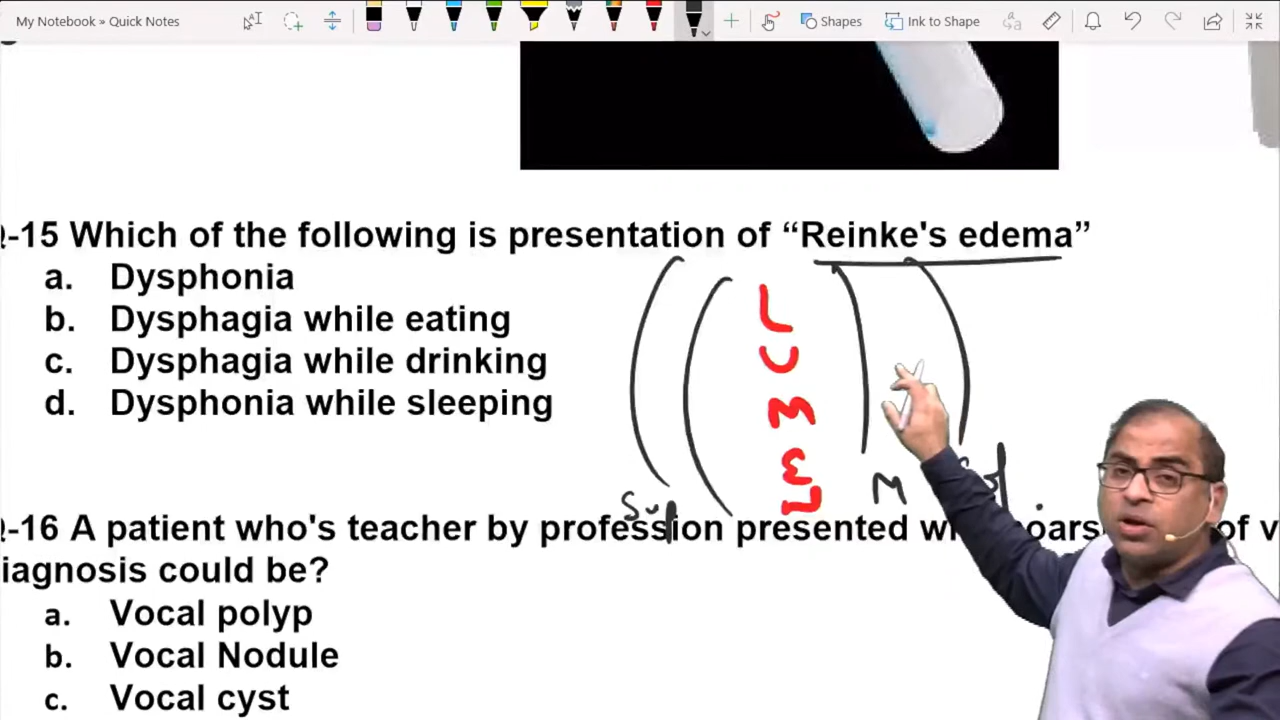 My Notebook » Quick Notes
Shapes
Ink to Shape
Q-15 Which of the following is presentation of “Reinke's edema”
a. Dysphonia
b. Dysphagia while eating
c. Dysphagia while drinking
d. Dysphonia while sleeping
L
U
M
E
N
M
Sup
Q-16 A patient who's teacher by profession presented of
iagnosis could be?
a. Vocal polyp
b. Vocal Nodule
c. Vocal cyst